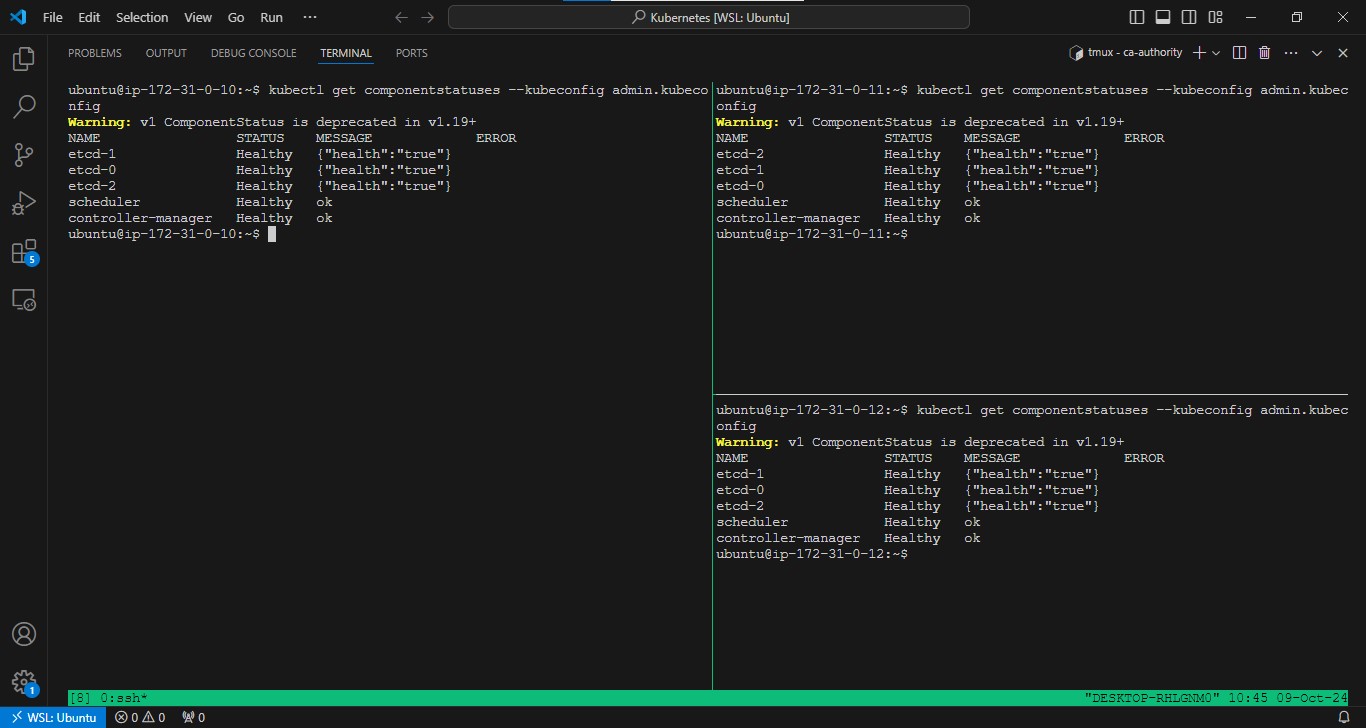 File Edit Selection View Go Run ···
Kubernetes [WSL: Ubuntu]
PROBLEMS OUTPUT DEBUG CONSOLE TERMINAL PORTS
tmux - ca-authority
ubuntu@ip-172-31-0-10:~$ kubectl get componentstatuses --kubeconfig admin.kubeco
nfig
Warning: v1 ComponentStatus is deprecated in v1.19+
NAME STATUS MESSAGE ERROR
etcd-1 Healthy {"health":"true"}
etcd-0 Healthy {"health":"true"}
etcd-2 Healthy {"health":"true"}
scheduler Healthy ok
controller-manager Healthy ok
ubuntu@ip-172-31-0-10:~$
ubuntu@ip-172-31-0-11:~$ kubectl get componentstatuses --kubeconfig admin.kubec
onfig
Warning: v1 ComponentStatus is deprecated in v1.19+
NAME STATUS MESSAGE ERROR
etcd-2 Healthy {"health":"true"}
etcd-1 Healthy {"health":"true"}
etcd-0 Healthy {"health":"true"}
scheduler Healthy ok
controller-manager Healthy ok
ubuntu@ip-172-31-0-11:~$
ubuntu@ip-172-31-0-12:~$ kubectl get componentstatuses --kubeconfig admin.kubec
onfig
Warning: v1 ComponentStatus is deprecated in v1.19+
NAME STATUS MESSAGE ERROR
etcd-1 Healthy {"health":"true"}
etcd-0 Healthy {"health":"true"}
etcd-2 Healthy {"health":"true"}
scheduler Healthy ok
controller-manager Healthy ok
ubuntu@ip-172-31-0-12:~$
5
1
[8] 0:ssh* "DESKTOP-RHLGNM0" 10:45 09-Oct-24
WSL: Ubuntu 0 0 0